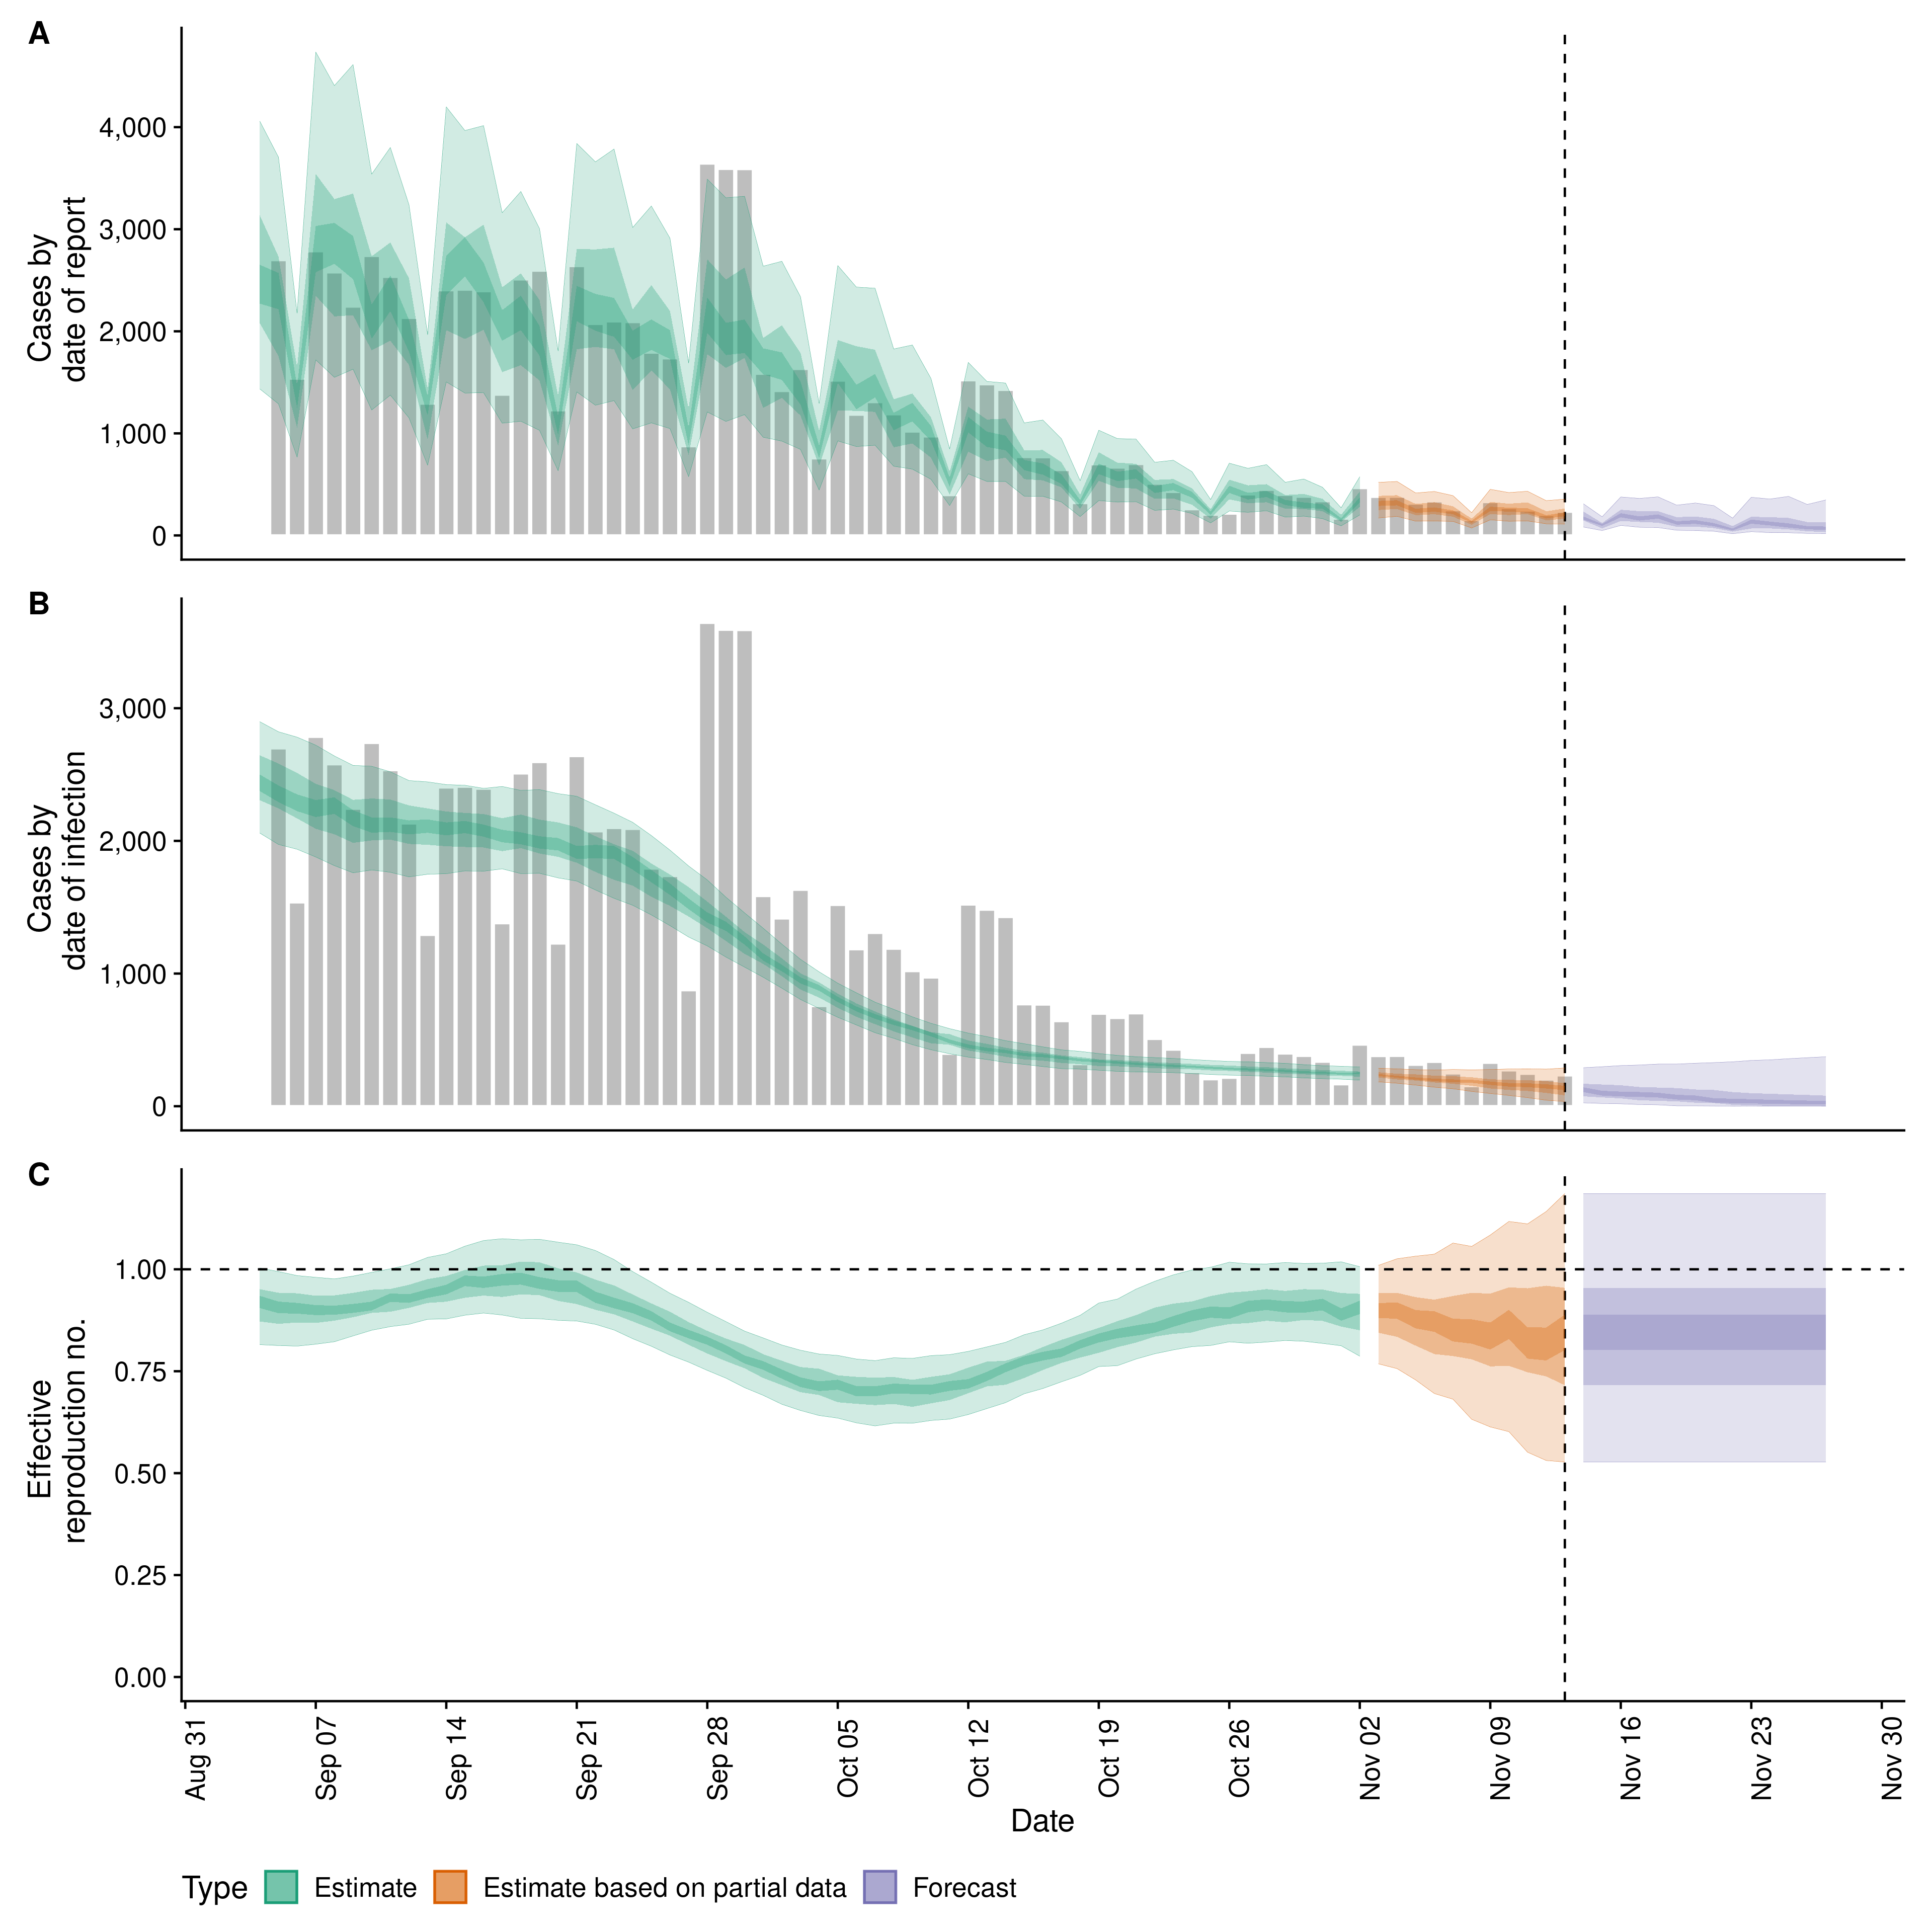 A
Cases by
date of report
4,000
3,000
2,000
1,000
0
B
Cases by
date of infection
3,000
2,000
1,000
0
C
Effective
reproduction no.
1.00
0.75
0.50
0.25
0.00
Aug 31
Sep 07
Sep 14
Sep 21
Sep 28
Oct 05
Oct 12
Oct 19
Oct 26
Nov 02
Nov 09
Nov 16
Nov 23
Nov 30
Date
Type Estimate Estimate based on partial data Forecast